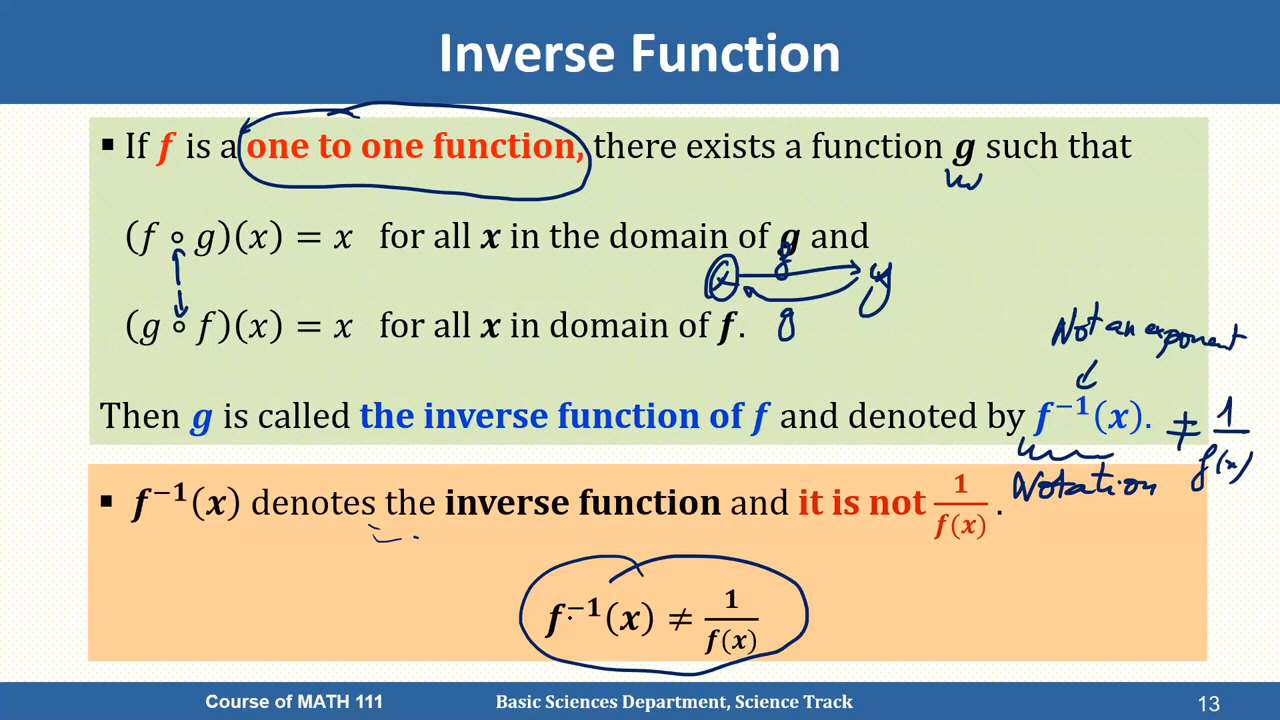 Inverse Function
▪ If f is a one to one function, there exists a function g such that
(f ∘ g)(x) = x for all x in the domain of g and
x g y
(g ∘ f)(x) = x for all x in domain of f.
g
Not an exponent
Then g is called the inverse function of f and denoted by f⁻¹(x). ≠ 1/f(x)
Notation
▪ f⁻¹(x) denotes the inverse function and it is not 1/f(x) .
f⁻¹(x) ≠ 1/f(x)
Course of MATH 111 Basic Sciences Department, Science Track 13